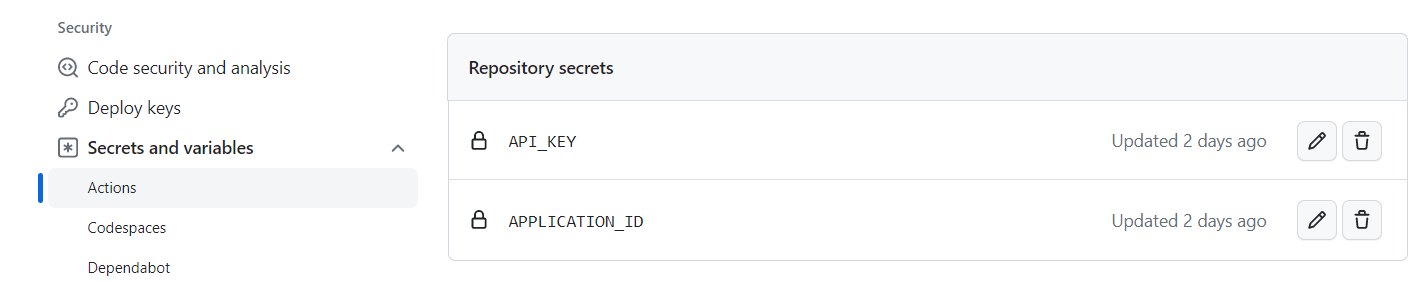 Security
Code security and analysis
Deploy keys
Secrets and variables
Actions
Codespaces
Dependabot
Repository secrets
API_KEY Updated 2 days ago
APPLICATION_ID Updated 2 days ago